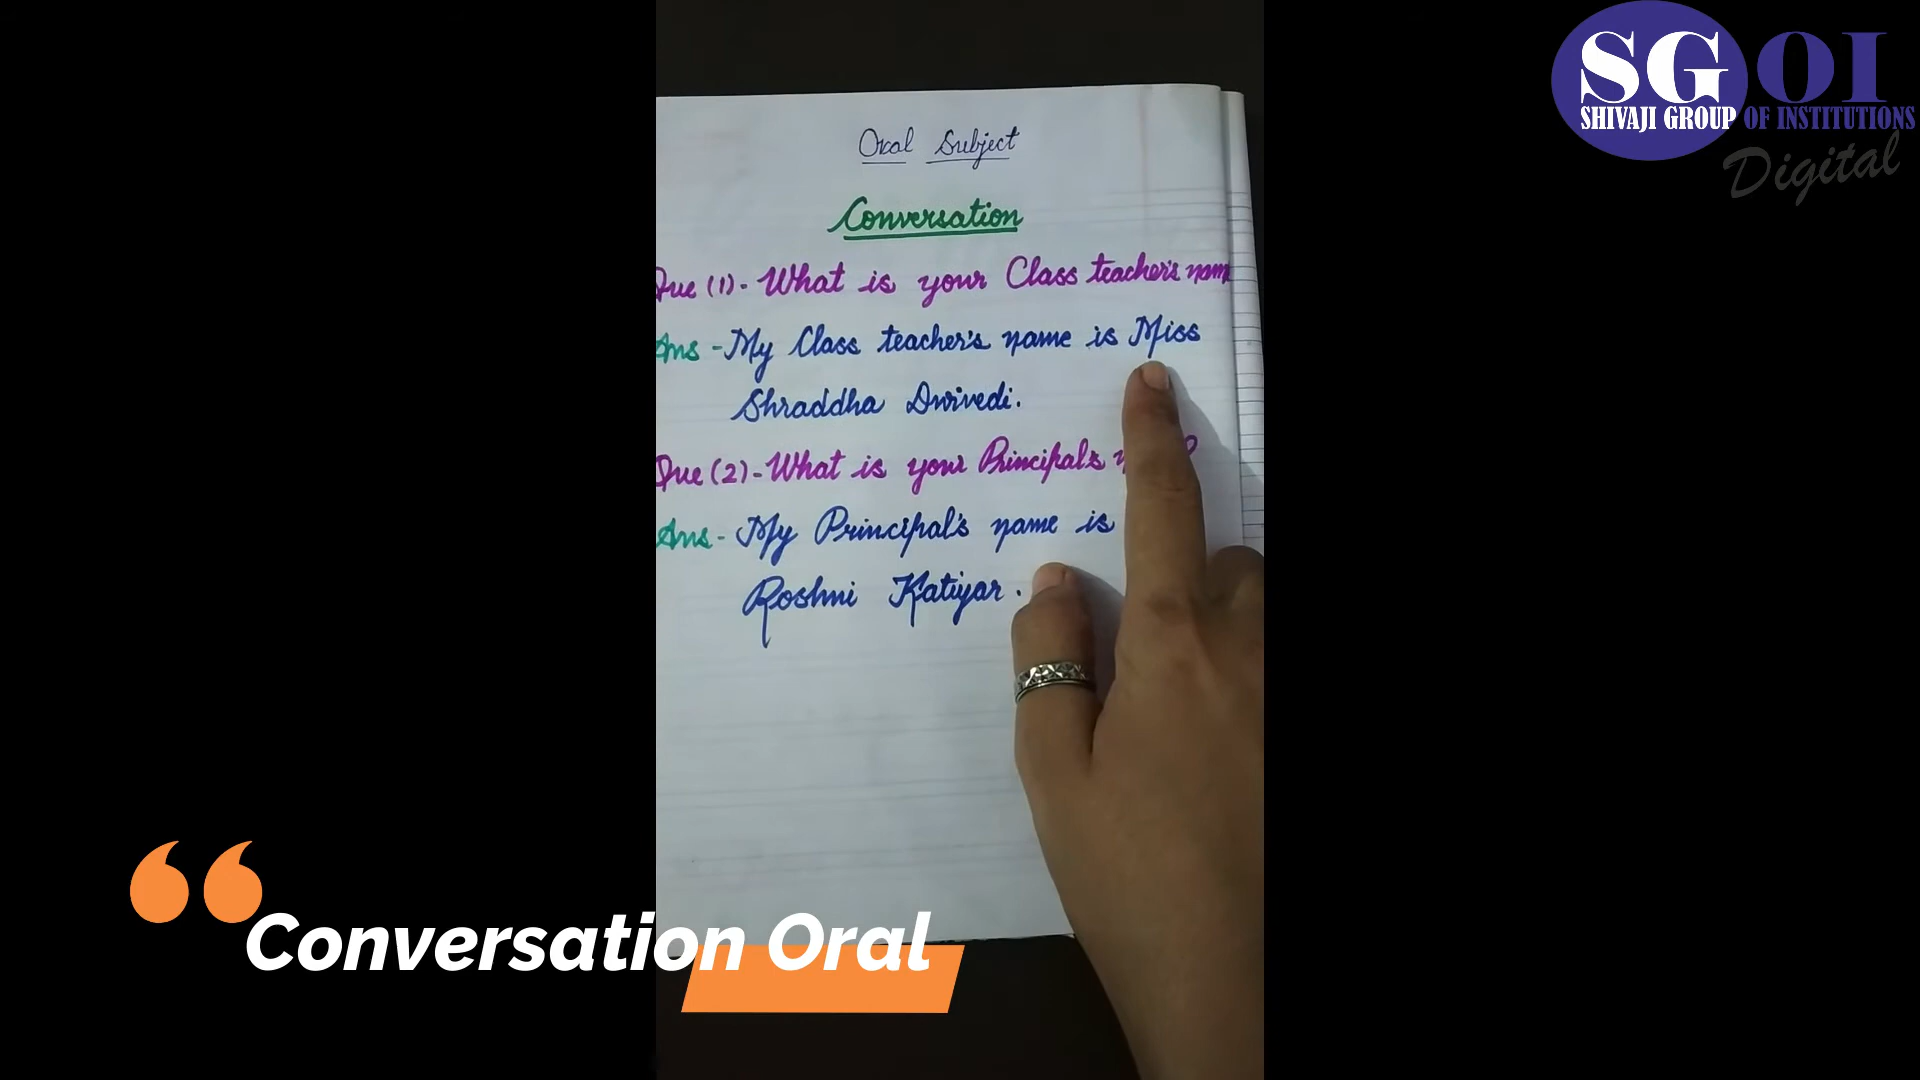 SGOI
SHIVAJI GROUP OF INSTITUTIONS
Digital
Oral Subject
Conversation
Que (1)- What is your Class teacher's nam
Ans - My Class teacher's name is Miss
Shraddha Dwivedi.
Que (2)- What is your Principal's
Ans - My Principal's name is
Roshni Katiyar.
Conversation Oral